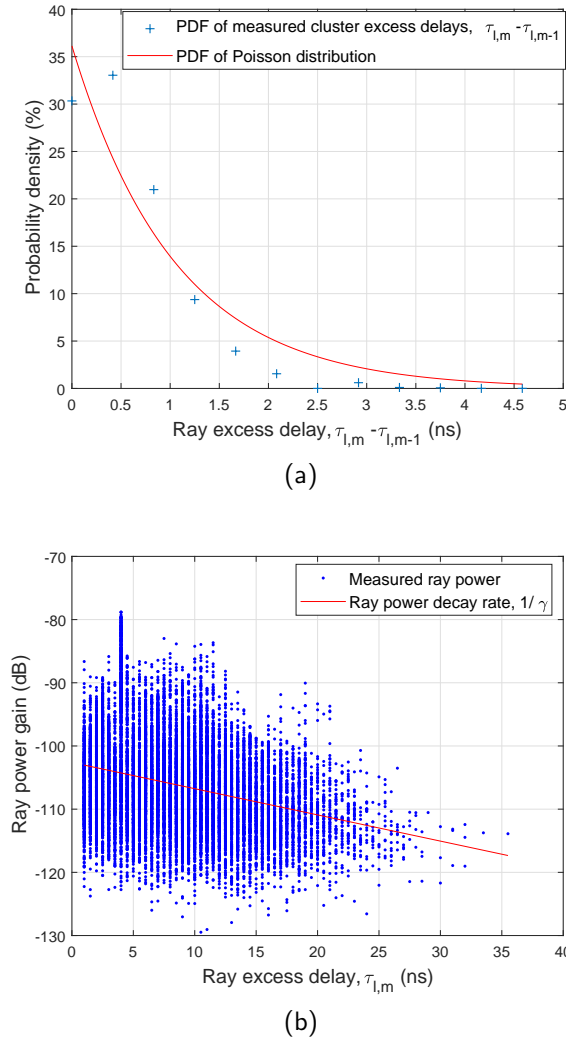 40
PDF of measured cluster excess delays, τl,m -τl,m-1
PDF of Poisson distribution
35
30
25
20
15
10
5
0
Probability density (%)
0 0.5 1 1.5 2 2.5 3 3.5 4 4.5 5
Ray excess delay, τl,m -τl,m-1 (ns)
(a)
-70
Measured ray power
Ray power decay rate, 1/ γ
-80
-90
-100
-110
-120
-130
Ray power gain (dB)
0 5 10 15 20 25 30 35 40
Ray excess delay, τl,m (ns)
(b)